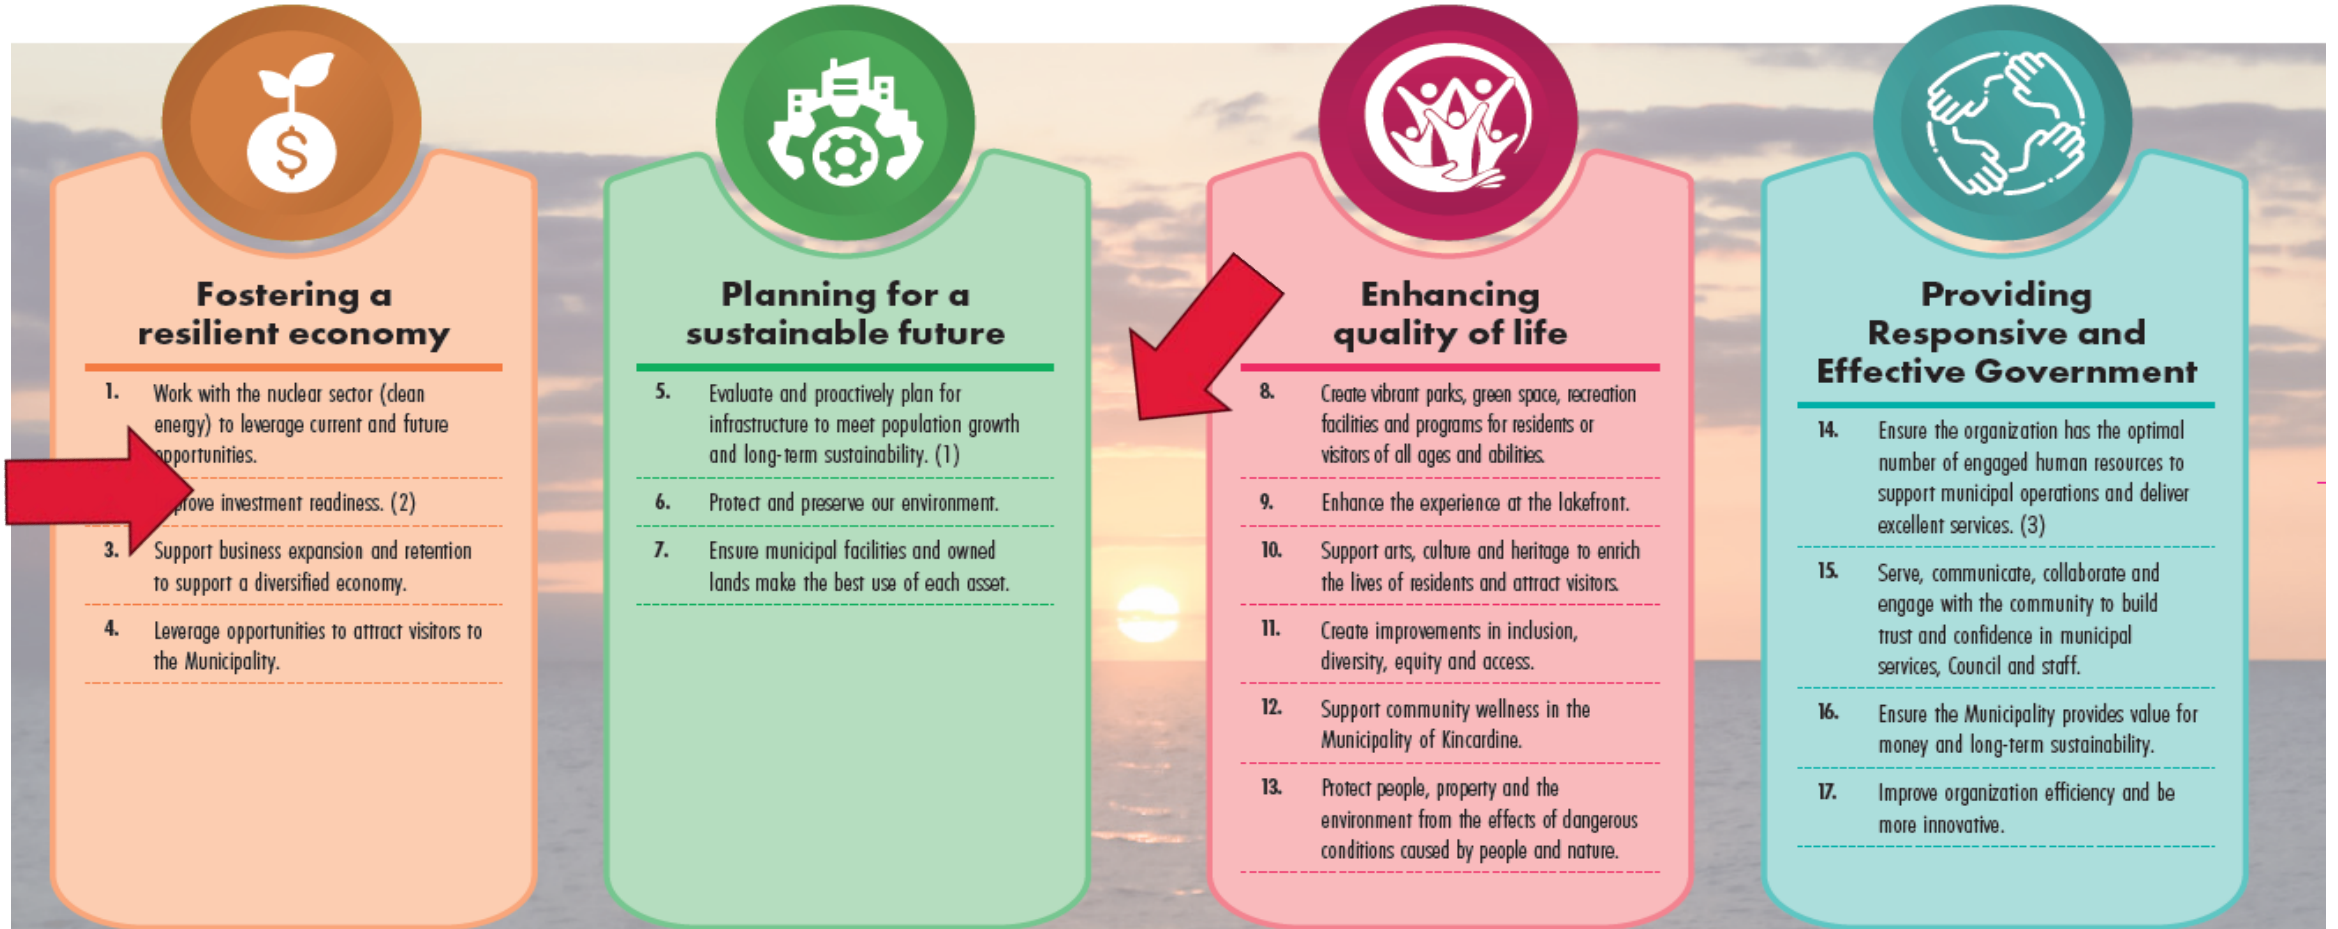 $
Fostering a
resilient economy
1. Work with the nuclear sector (clean
energy) to leverage current and future
opportunities.
investment readiness. (2)
3. Support business expansion and retention
to support a diversified economy.
4. Leverage opportunities to attract visitors to
the Municipality.
Planning for a
sustainable future
5. Evaluate and proactively plan for
infrastructure to meet population growth
and long-term sustainability. (1)
6. Protect and preserve our environment.
7. Ensure municipal facilities and owned
lands make the best use of each asset.
Enhancing
quality of life
8. Create vibrant parks, green space, recreation
facilities and programs for residents or
visitors of all ages and abilities.
9. Enhance the experience at the lakefront.
10. Support arts, culture and heritage to enrich
the lives of residents and attract visitors.
11. Create improvements in inclusion,
diversity, equity and access.
12. Support community wellness in the
Municipality of Kincardine.
13. Protect people, property and the
environment from the effects of dangerous
conditions caused by people and nature.
Providing
Responsive and
Effective Government
14. Ensure the organization has the optimal
number of engaged human resources to
support municipal operations and deliver
excellent services. (3)
15. Serve, communicate, collaborate and
engage with the community to build
trust and confidence in municipal
services, Council and staff.
16. Ensure the Municipality provides value for
money and long-term sustainability.
17. Improve organization efficiency and be
more innovative.